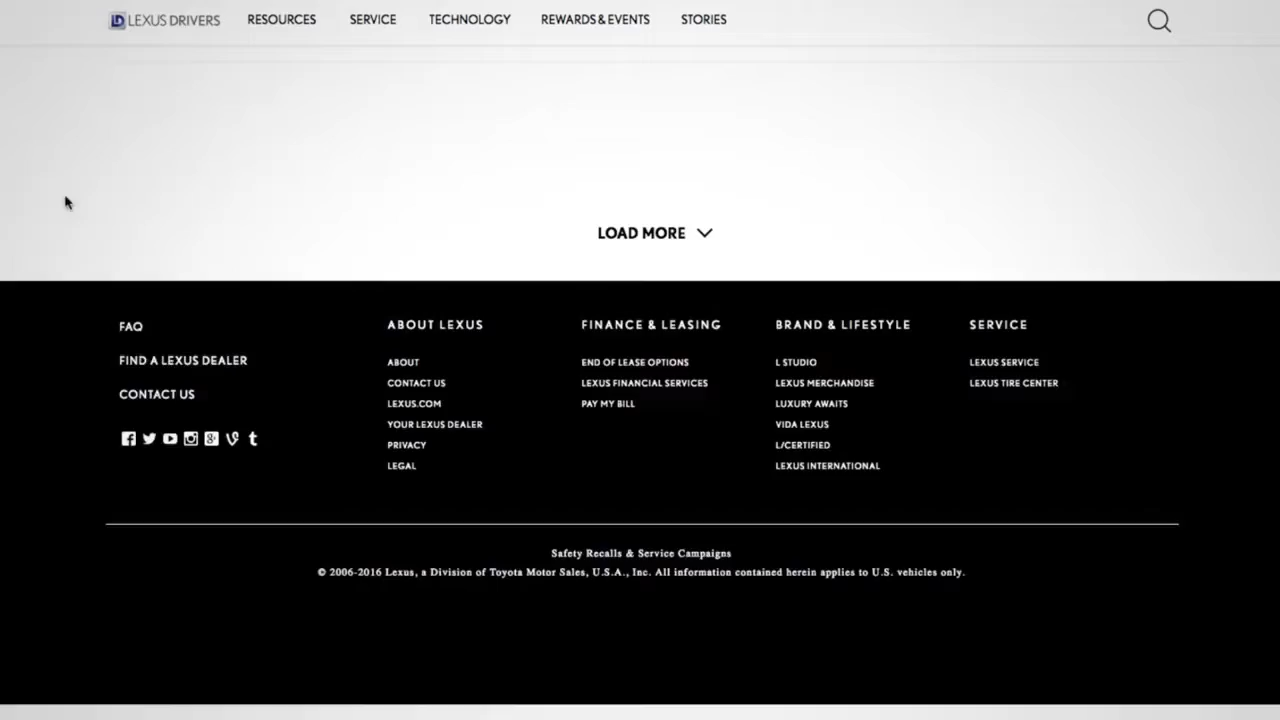 LD LEXUS DRIVERS RESOURCES SERVICE TECHNOLOGY REWARDS & EVENTS STORIES
LOAD MORE
FAQ
FIND A LEXUS DEALER
CONTACT US
ABOUT LEXUS
ABOUT
CONTACT US
LEXUS.COM
YOUR LEXUS DEALER
PRIVACY
LEGAL
FINANCE & LEASING
END OF LEASE OPTIONS
LEXUS FINANCIAL SERVICES
PAY MY BILL
BRAND & LIFESTYLE
L STUDIO
LEXUS MERCHANDISE
LUXURY AWAITS
VIDA LEXUS
L/CERTIFIED
LEXUS INTERNATIONAL
SERVICE
LEXUS SERVICE
LEXUS TIRE CENTER
Safety Recalls & Service Campaigns
© 2006-2016 Lexus, a Division of Toyota Motor Sales, U.S.A., Inc. All information contained herein applies to U.S. vehicles only.